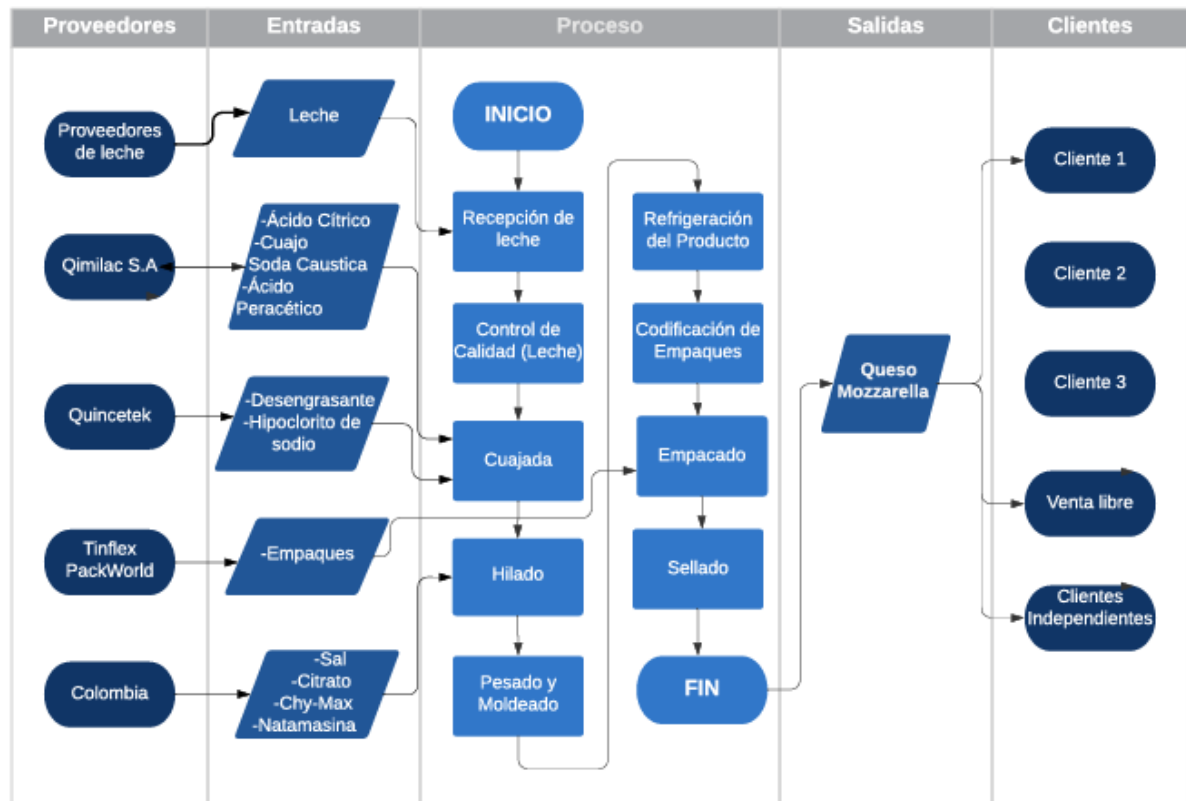 Proveedores
Entradas
Proceso
Salidas
Clientes
Proveedores
de leche
Qimilac S.A
Quincetek
Tinflex
PackWorld
Colombia
Leche
-Ácido Cítrico
-Cuajo
Soda Caustica
-Ácido
Peracético
-Desengrasante
-Hipoclorito de
sodio
-Empaques
-Sal
-Citrato
-Chy-Max
-Natamasina
INICIO
Recepción de
leche
Control de
Calidad (Leche)
Cuajada
Hilado
Pesado y
Moldeado
Refrigeración
del Producto
Codificación de
Empaques
Empacado
Sellado
FIN
Queso
Mozzarella
Cliente 1
Cliente 2
Cliente 3
Venta libre
Clientes
Independientes